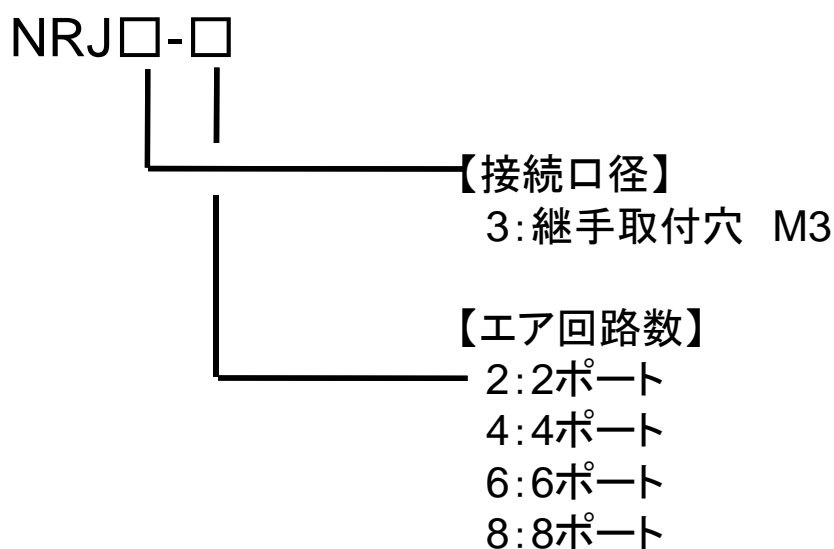 NRJ□-□
【接続口径】
3:継手取付穴 M3
【エア回路数】
2:2ポート
4:4ポート
6:6ポート
8:8ポート